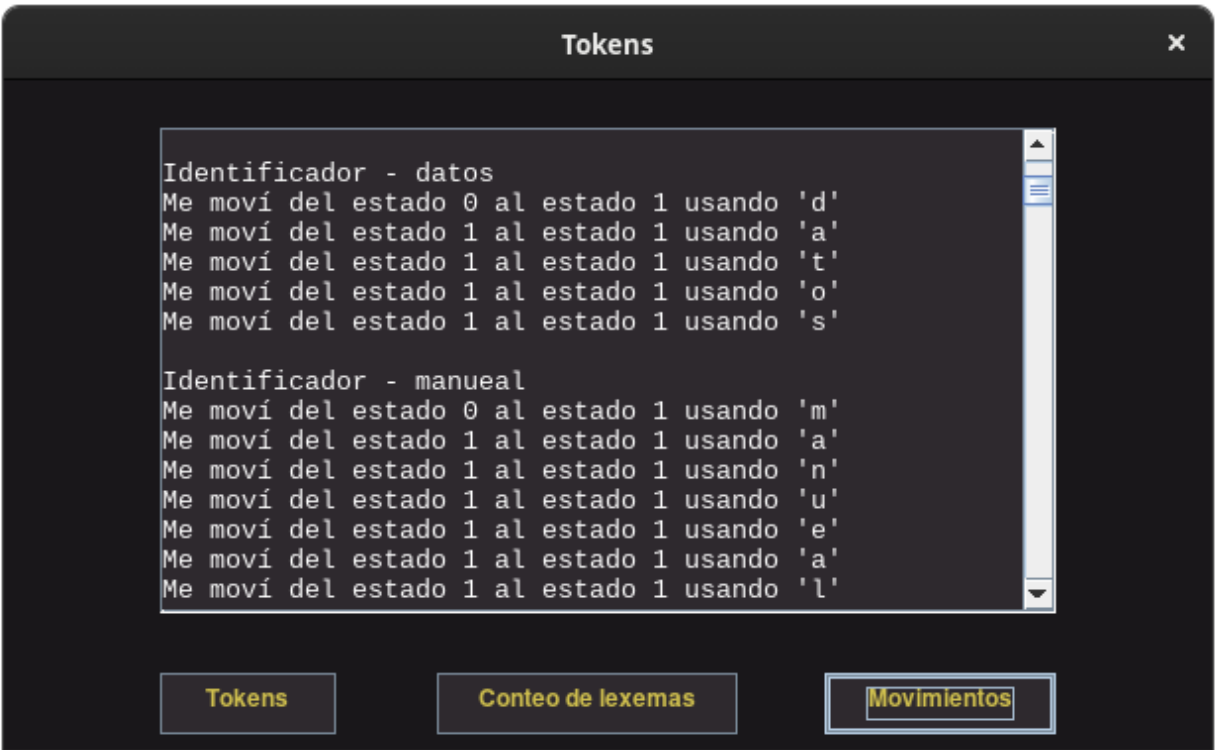 Tokens ×
Identificador - datos
Me moví del estado 0 al estado 1 usando 'd'
Me moví del estado 1 al estado 1 usando 'a'
Me moví del estado 1 al estado 1 usando 't'
Me moví del estado 1 al estado 1 usando 'o'
Me moví del estado 1 al estado 1 usando 's'
Identificador - manueal
Me moví del estado 0 al estado 1 usando 'm'
Me moví del estado 1 al estado 1 usando 'a'
Me moví del estado 1 al estado 1 usando 'n'
Me moví del estado 1 al estado 1 usando 'u'
Me moví del estado 1 al estado 1 usando 'e'
Me moví del estado 1 al estado 1 usando 'a'
Me moví del estado 1 al estado 1 usando 'l'
Tokens Conteo de lexemas Movimientos